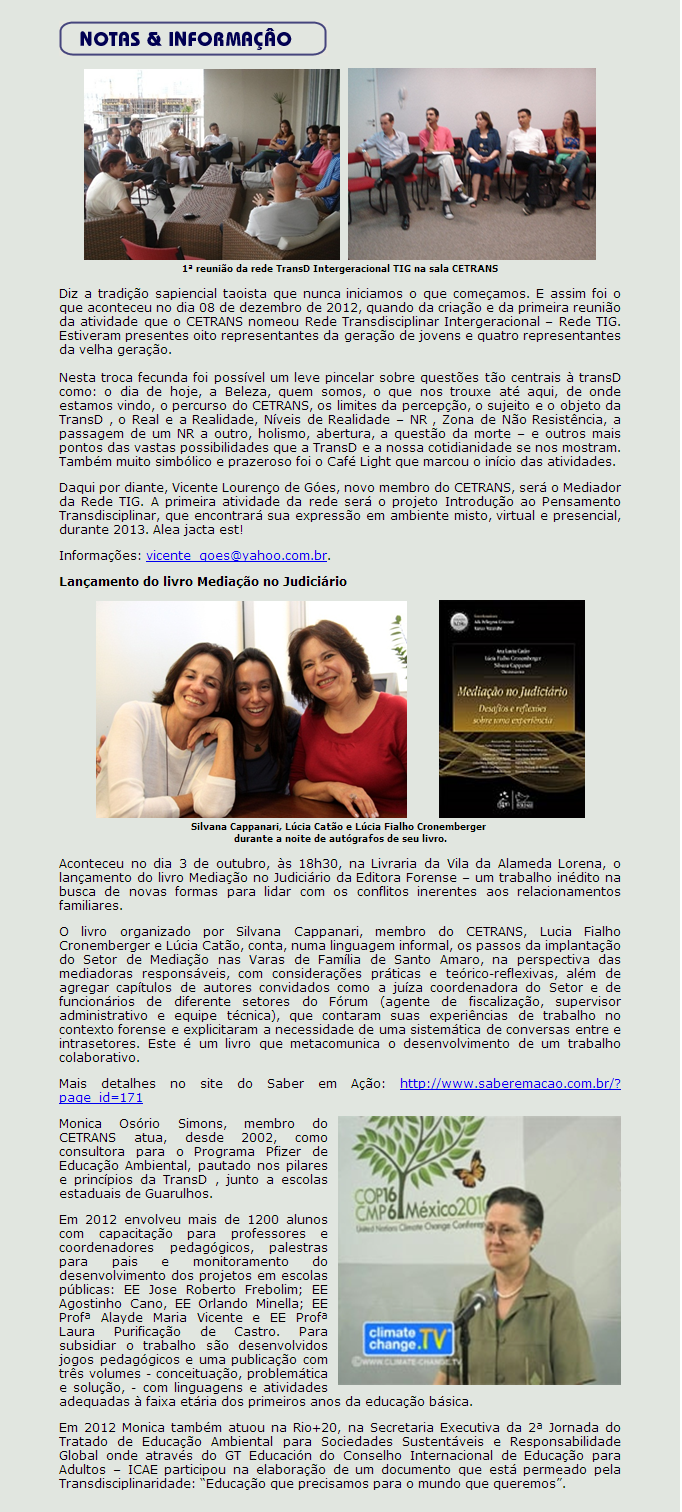 NOTAS & INFORMAÇÂO
1ª reunião da rede TransD Intergeracional TIG na sala CETRANS
Diz a tradição sapiencial taoista que nunca iniciamos o que começamos. E assim foi o
que aconteceu no dia 08 de dezembro de 2012, quando da criação e da primeira reunião
da atividade que o CETRANS nomeou Rede Transdisciplinar Intergeracional – Rede TIG.
Estiveram presentes oito representantes da geração de jovens e quatro representantes
da velha geração.
Nesta troca fecunda foi possível um leve pincelar sobre questões tão centrais à transD
como: o dia de hoje, a Beleza, quem somos, o que nos trouxe até aqui, de onde
estamos vindo, o percurso do CETRANS, os limites da percepção, o sujeito e o objeto da
TransD , o Real e a Realidade, Níveis de Realidade – NR , Zona de Não Resistência, a
passagem de um NR a outro, holismo, abertura, a questão da morte – e outros mais
pontos das vastas possibilidades que a TransD e a nossa cotidianidade se nos mostram.
Também muito simbólico e prazeroso foi o Café Light que marcou o início das atividades.
Daqui por diante, Vicente Lourenço de Góes, novo membro do CETRANS, será o Mediador
da Rede TIG. A primeira atividade da rede será o projeto Introdução ao Pensamento
Transdisciplinar, que encontrará sua expressão em ambiente misto, virtual e presencial,
durante 2013. Alea jacta est!
Informações: vicente_goes@yahoo.com.br.
Lançamento do livro Mediação no Judiciário
Ana Lucia Catão
Lúcia Fialho Cronemberger
Silvana Cappanari
Mediação no Judiciário
Desafios e reflexões
sobre uma experiência
Silvana Cappanari, Lúcia Catão e Lúcia Fialho Cronemberger
durante a noite de autógrafos de seu livro.
Aconteceu no dia 3 de outubro, às 18h30, na Livraria da Vila da Alameda Lorena, o
lançamento do livro Mediação no Judiciário da Editora Forense – um trabalho inédito na
busca de novas formas para lidar com os conflitos inerentes aos relacionamentos
familiares.
O livro organizado por Silvana Cappanari, membro do CETRANS, Lucia Fialho
Cronemberger e Lúcia Catão, conta, numa linguagem informal, os passos da implantação
do Setor de Mediação nas Varas de Família de Santo Amaro, na perspectiva das
mediadoras responsáveis, com considerações práticas e teórico-reflexivas, além de
agregar capítulos de autores convidados como a juíza coordenadora do Setor e de
funcionários de diferente setores do Fórum (agente de fiscalização, supervisor
administrativo e equipe técnica), que contaram suas experiências de trabalho no
contexto forense e explicitaram a necessidade de uma sistemática de conversas entre e
intrasetores. Este é um livro que metacomunica o desenvolvimento de um trabalho
colaborativo.
Mais detalhes no site do Saber em Ação: http://www.saberemacao.com.br/?
page_id=171
Monica Osório Simons, membro do
CETRANS atua, desde 2002, como
consultora para o Programa Pfizer de
Educação Ambiental, pautado nos pilares
e princípios da TransD , junto a escolas
estaduais de Guarulhos.
COP16
CMP6 México2010
United Nations Climate Change Conference
climate
change.TV
©WWW.CLIMATE-CHANGE.TV
Em 2012 envolveu mais de 1200 alunos
com capacitação para professores e
coordenadores pedagógicos, palestras
para pais e monitoramento do
desenvolvimento dos projetos em escolas
públicas: EE Jose Roberto Frebolim; EE
Agostinho Cano, EE Orlando Minella; EE
Profª Alayde Maria Vicente e EE Profª
Laura Purificação de Castro. Para
subsidiar o trabalho são desenvolvidos
jogos pedagógicos e uma publicação com
três volumes - conceituação, problemática
e solução, - com linguagens e atividades
adequadas à faixa etária dos primeiros anos da educação básica.
Em 2012 Monica também atuou na Rio+20, na Secretaria Executiva da 2ª Jornada do
Tratado de Educação Ambiental para Sociedades Sustentáveis e Responsabilidade
Global onde através do GT Educación do Conselho Internacional de Educação para
Adultos – ICAE participou na elaboração de um documento que está permeado pela
Transdisciplinaridade: “Educação que precisamos para o mundo que queremos”.